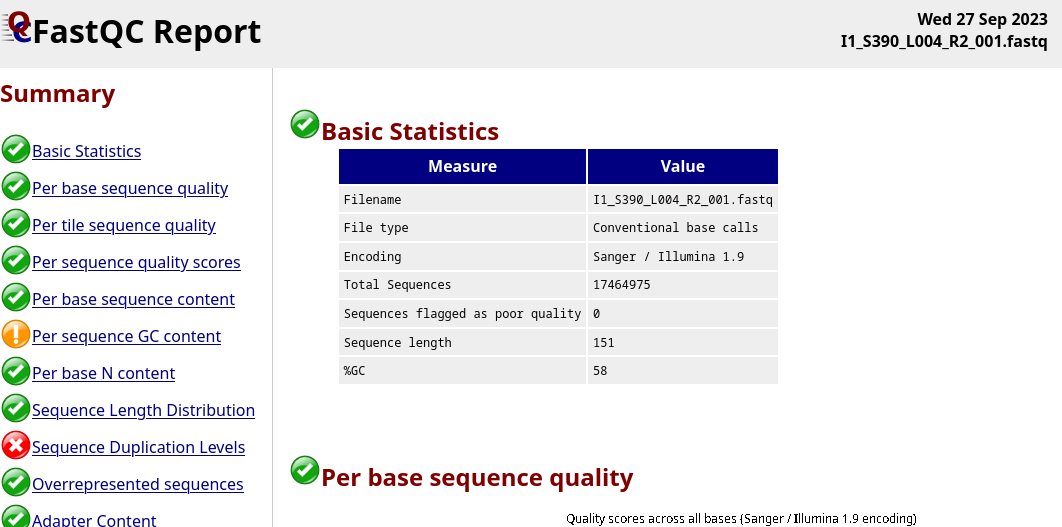 FastQC Report
Wed 27 Sep 2023
I1_S390_L004_R2_001.fastq
Summary
Basic Statistics
Per base sequence quality
Per tile sequence quality
Per sequence quality scores
Per base sequence content
Per sequence GC content
Per base N content
Sequence Length Distribution
Sequence Duplication Levels
Overrepresented sequences
Adapter Content
Basic Statistics
Measure Value
Filename I1_S390_L004_R2_001.fastq
File type Conventional base calls
Encoding Sanger / Illumina 1.9
Total Sequences 17464975
Sequences flagged as poor quality 0
Sequence length 151
%GC 58
Per base sequence quality
Quality scores across all bases (Sanger / Illumina 1.9 encoding)